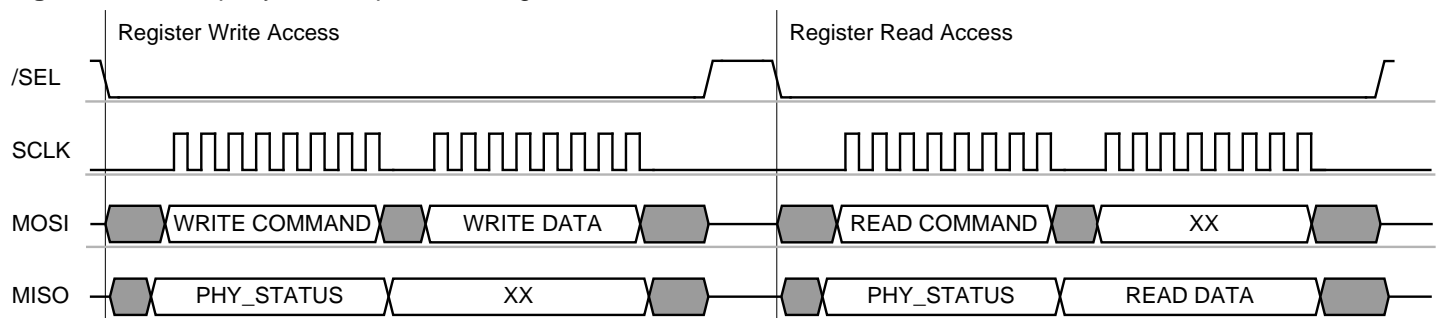 Register Write Access Register Read Access
/SEL
SCLK
MOSI WRITE COMMAND WRITE DATA READ COMMAND XX
MISO PHY_STATUS XX PHY_STATUS READ DATA